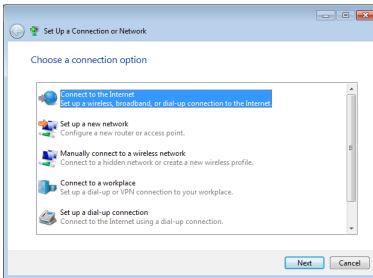 Set Up a Connection or Network
Choose a connection option
Connect to the Internet
Set up a wireless, broadband, or dial-up connection to the Internet.
Set up a new network
Configure a new router or access point.
Manually connect to a wireless network
Connect to a hidden network or create a new wireless profile.
Connect to a workplace
Set up a dial-up or VPN connection to your workplace.
Set up a dial-up connection
Connect to the Internet using a dial-up connection.
Next
Cancel